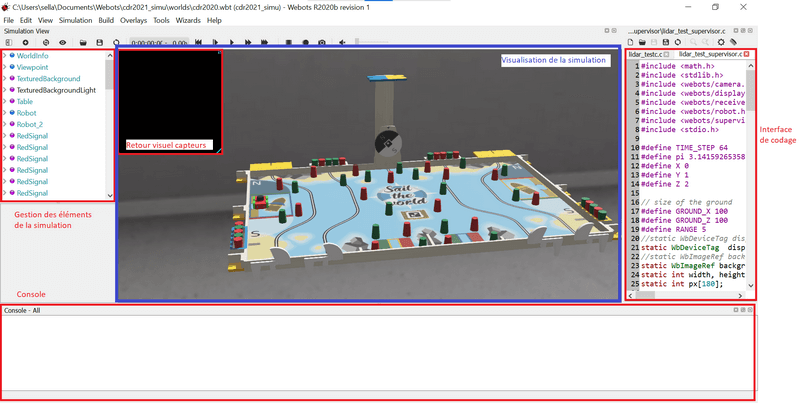 C:\Users\sella\Documents\Webots\cdr2021_simu\worlds\cdr2020.wbt (cdr2021_simu) - Webots R2020b revision 1
File Edit View Simulation Build Overlays Tools Wizards Help
Simulation View
...upervisor\lidar_test_supervisor.c
0:00:00:
0.00x
lidar_testc.c
lidar_test_supervisor.c
WorldInfo
Viewpoint
TexturedBackground
TexturedBackgroundLight
Table
Robot
Robot_2
RedSignal
RedSignal
RedSignal
RedSignal
RedSignal
RedSignal
Retour visuel capteurs
Visualisation de la simulation
Sail
the
world
2 #include <math.h>
3 #include <stdlib.h>
4 #include <webots/camera.
5 #include <webots/display
6 #include <webots/receive
7 #include <webots/robot.h
8 #include <webots/supervi
9 #include <stdio.h>
10 #define TIME_STEP 64
11 #define pi 3.14159265358
12 #define X 0
13 #define Y 1
14 #define Z 2
16 // size of the ground
17 #define GROUND_X 100
18 #define GROUND_Z 100
19 #define RANGE 5
20 //static WbDeviceTag dis
21 static WbDeviceTag disp
22 //static WbImageRef back
23 static WbImageRef backgr
24 static int width, height
25 static int px[180];
Interface
de codage
Gestion des éléments
de la simulation
Console
Console - All